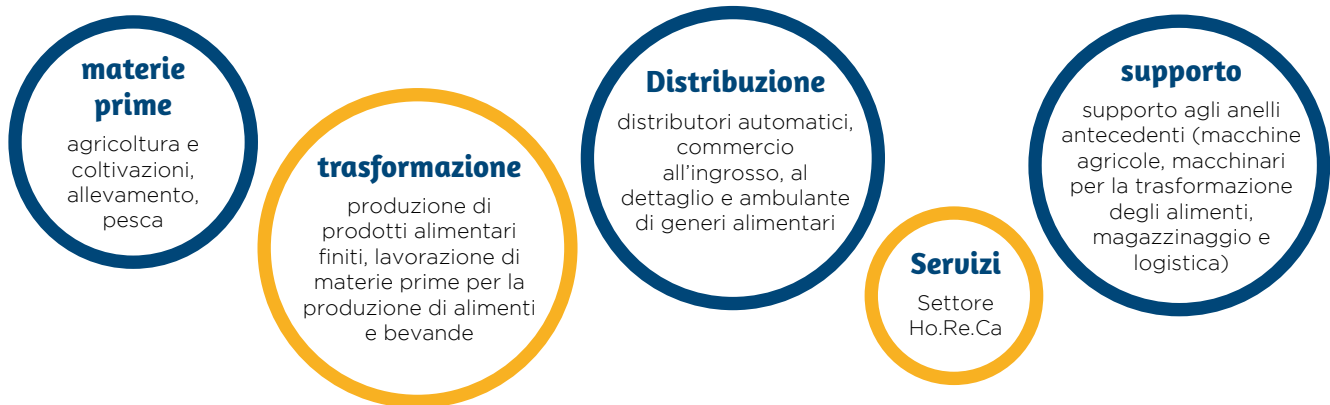 materie
prime
agricoltura e
coltivazioni,
allevamento,
pesca
trasformazione
produzione di
prodotti alimentari
finiti, lavorazione di
materie prime per la
produzione di alimenti
e bevande
Distribuzione
distributori automatici,
commercio
all'ingrosso, al
dettaglio e ambulante
di generi alimentari
Servizi
Settore
Ho.Re.Ca
supporto
supporto agli anelli
antecedenti (macchine
agricole, macchinari
per la trasformazione
degli alimenti,
magazzinaggio e
logistica)